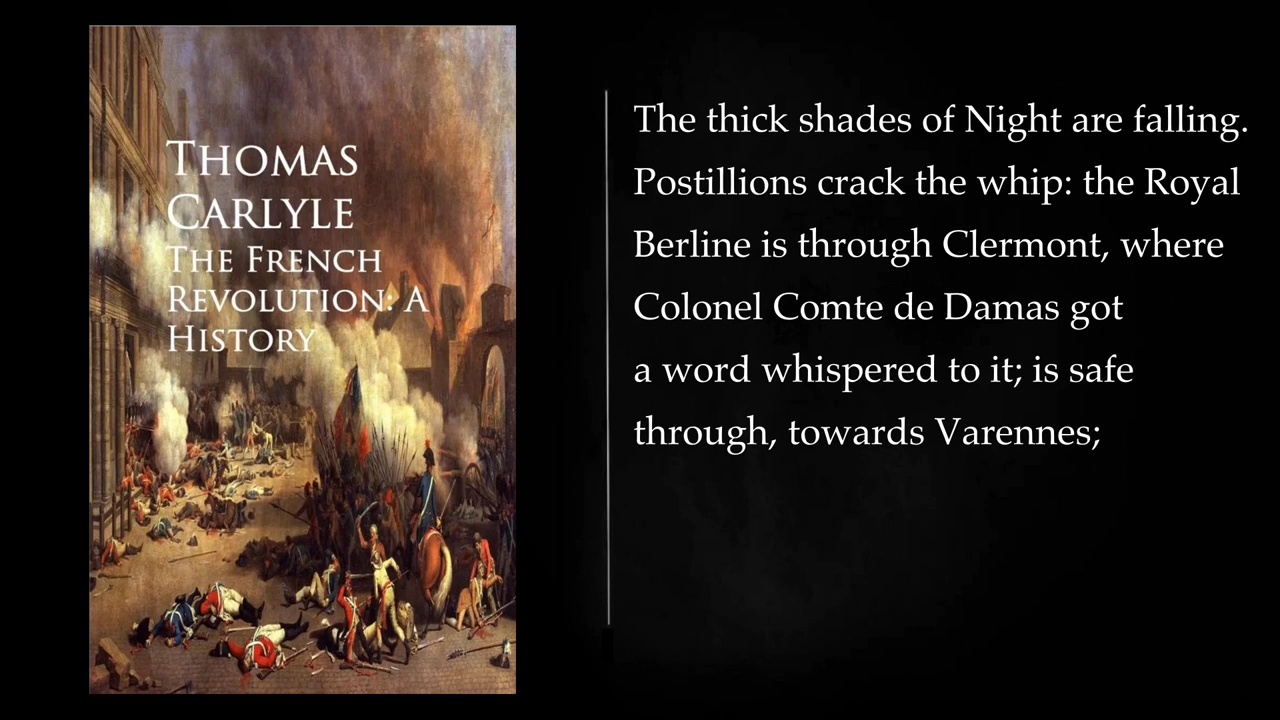 THOMAS
CARLYLE
THE FRENCH
REVOLUTION: A
HISTORY
The thick shades of Night are falling.
Postillions crack the whip: the Royal
Berline is through Clermont, where
Colonel Comte de Damas got
a word whispered to it; is safe
through, towards Varennes;